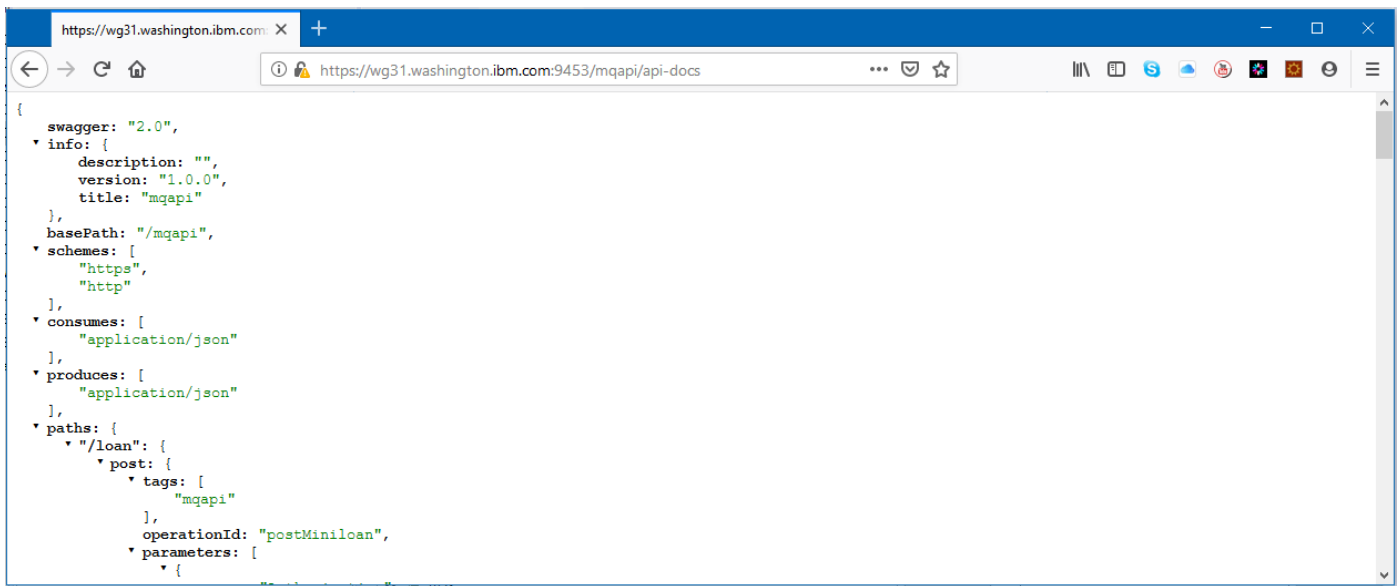 https://wg31.washington.ibm.com:
https://wg31.washington.ibm.com:9453/mqapi/api-docs
{
swagger: "2.0",
info: {
description: "",
version: "1.0.0",
title: "mqapi"
},
basePath: "/mqapi",
schemes: [
"https",
"http"
],
consumes: [
"application/json"
],
produces: [
"application/json"
],
paths: {
"/loan": {
post: {
tags: [
"mqapi"
],
operationId: "postMiniloan",
parameters: [
{